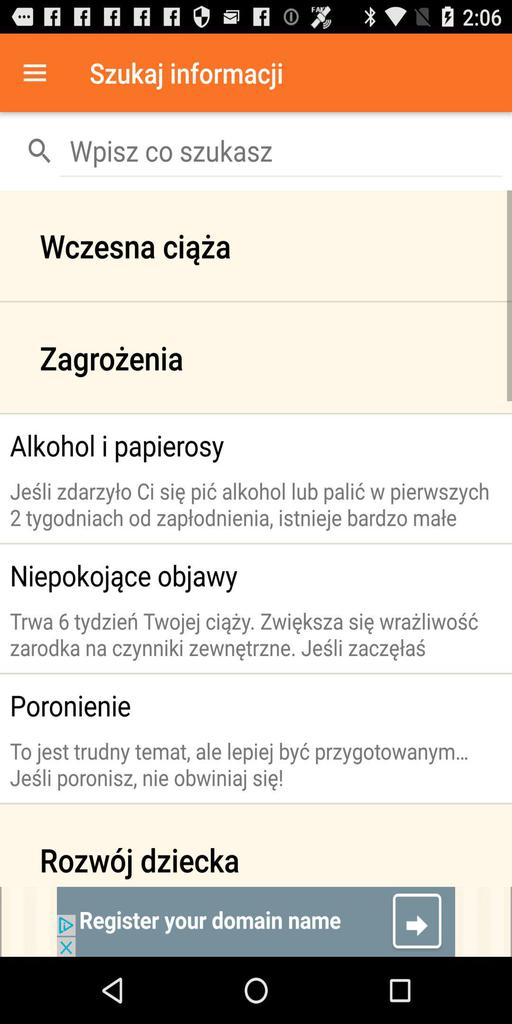 2:06
Szukaj informacji
Wpisz co szukasz
Wczesna ciąża
Zagrożenia
Alkohol i papierosy
Jeśli zdarzyło Ci się pić alkohol lub palić w pierwszych
2 tygodniach od zapłodnienia, istnieje bardzo małe
Niepokojące objawy
Trwa 6 tydzień Twojej ciąży. Zwiększa się wrażliwość
zarodka na czynniki zewnętrzne. Jeśli zaczęłaś
Poronienie
To jest trudny temat, ale lepiej być przygotowanym...
Jeśli poronisz, nie obwiniaj się!
Rozwój dziecka
Register your domain name